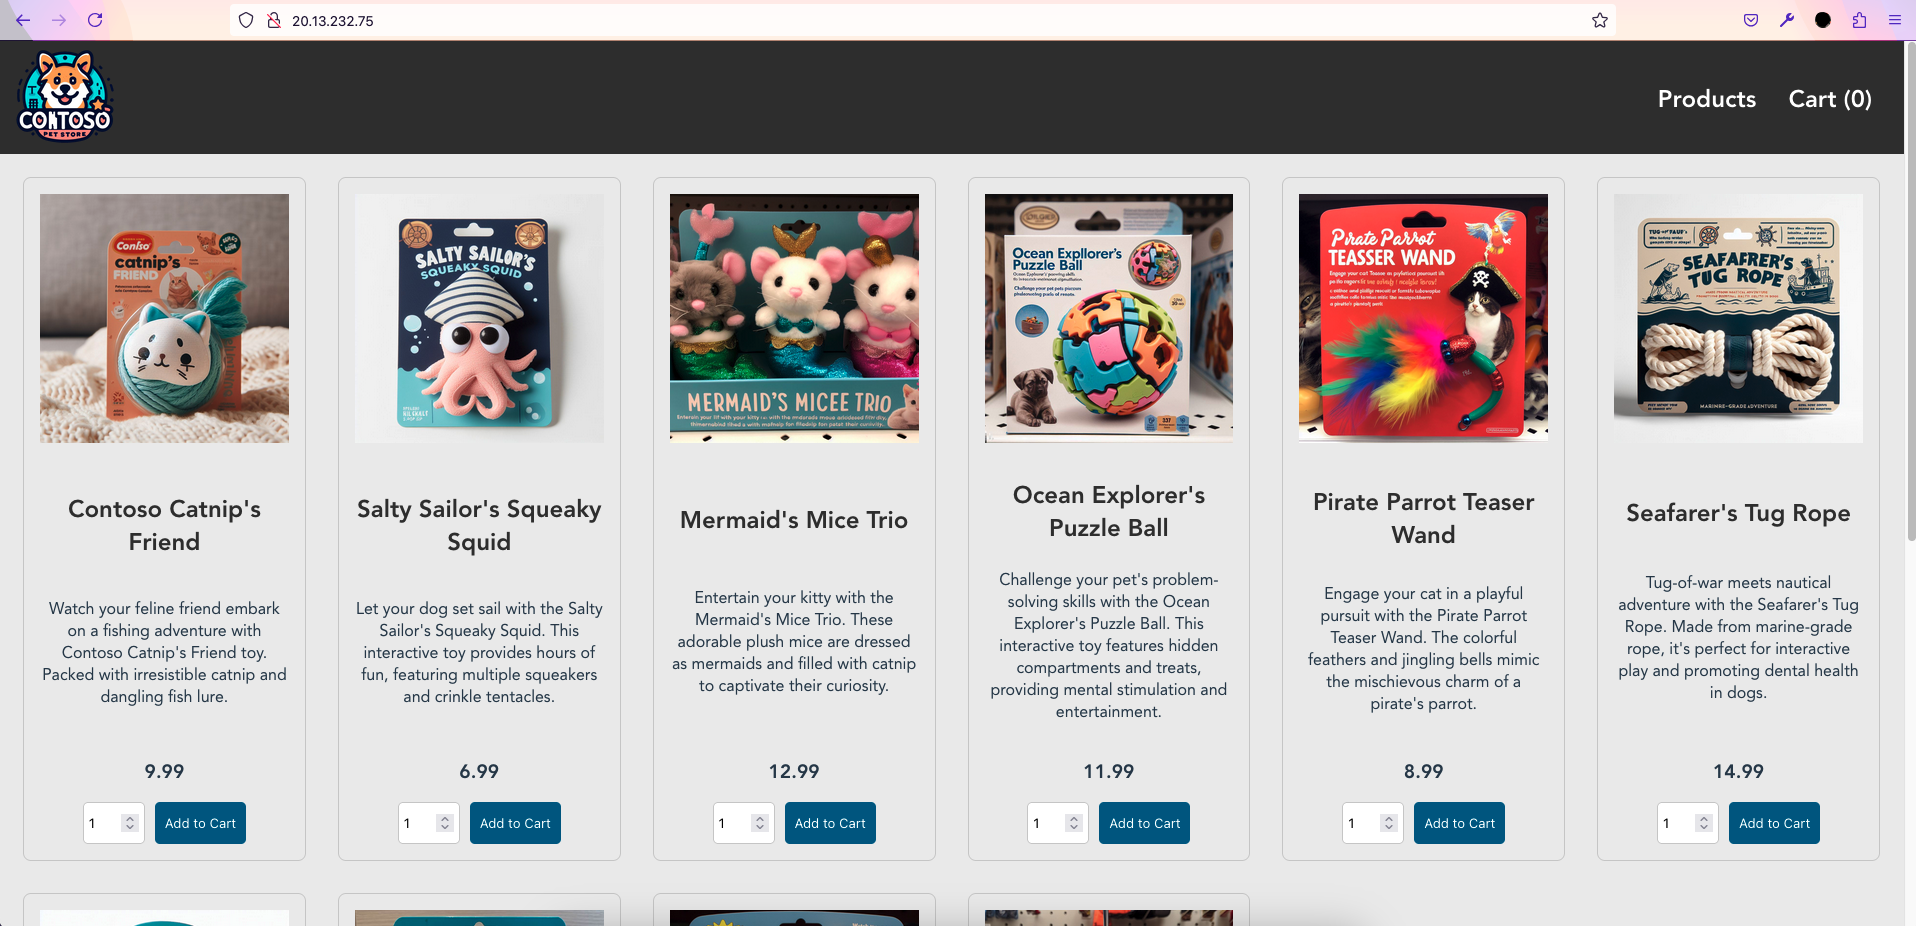 20.13.232.75
CONTOSO
PET STORE
Products
Cart (0)
Confso
catnip's
FRIEND
SALTY SAILOR'S
SQUEAKY SQUID
MERMAID'S MICEE TRIO
Ocean Expllorer's
Puzzle Ball
Pirate Parrot
TEASER WAND
SEAFAFRER'S
TUG ROPE
Contoso Catnip's
Friend
Watch your feline friend embark
on a fishing adventure with
Contoso Catnip's Friend toy.
Packed with irresistible catnip and
dangling fish lure.
9.99
1
Add to Cart
Salty Sailor's Squeaky
Squid
Let your dog set sail with the Salty
Sailor's Squeaky Squid. This
interactive toy provides hours of
fun, featuring multiple squeakers
and crinkle tentacles.
6.99
1
Add to Cart
Mermaid's Mice Trio
Entertain your kitty with the
Mermaid's Mice Trio. These
adorable plush mice are dressed
as mermaids and filled with catnip
to captivate their curiosity.
12.99
1
Add to Cart
Ocean Explorer's
Puzzle Ball
Challenge your pet's problem-
solving skills with the Ocean
Explorer's Puzzle Ball. This
interactive toy features hidden
compartments and treats,
providing mental stimulation and
entertainment.
11.99
1
Add to Cart
Pirate Parrot Teaser
Wand
Engage your cat in a playful
pursuit with the Pirate Parrot
Teaser Wand. The colorful
feathers and jingling bells mimic
the mischievous charm of a
pirate's parrot.
8.99
1
Add to Cart
Seafarer's Tug Rope
Tug-of-war meets nautical
adventure with the Seafarer's Tug
Rope. Made from marine-grade
rope, it's perfect for interactive
play and promoting dental health
in dogs.
14.99
1
Add to Cart